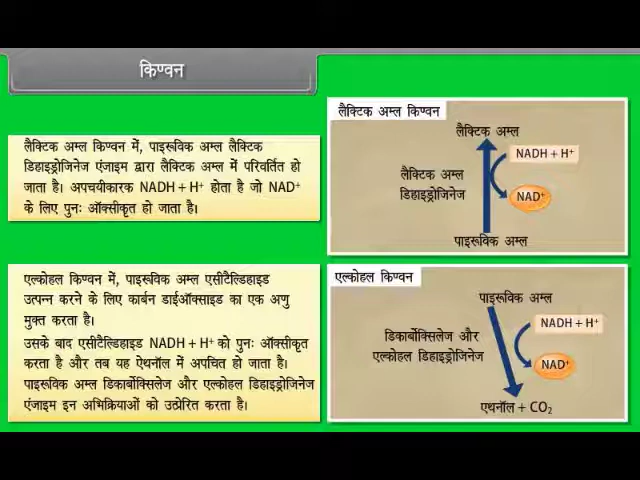 किण्वन
लैक्टिक अम्ल किण्वन में, पाइरूविक अम्ल लैक्टिक
डिहाइड्रोजिनेज एंजाइम द्वारा लैक्टिक अम्ल में परिवर्तित हो
जाता है। अपचयीकारक NADH + H⁺ होता है जो NAD⁺
के लिए पुनः ऑक्सीकृत हो जाता है।
लैक्टिक अम्ल किण्वन
लैक्टिक अम्ल
NADH + H⁺
लैक्टिक अम्ल
डिहाइड्रोजिनेज
NAD⁺
पाइरूविक अम्ल
एल्कोहल किण्वन में, पाइरूविक अम्ल एसीटैल्डिहाइड
उत्पन्न करने के लिए कार्बन डाईऑक्साइड का एक अणु
मुक्त करता है।
उसके बाद एसीटैल्डिहाइड NADH + H⁺ को पुनः ऑक्सीकृत
करता है और तब यह ऐथनॉल में अपचित हो जाता है।
पाइरूविक अम्ल डिकार्बोक्सिलेज और एल्कोहल डिहाइड्रोजिनेज
एंजाइम इन अभिक्रियाओं को उत्प्रेरित करता है।
एल्कोहल किण्वन
पाइरूविक अम्ल
NADH + H⁺
डिकार्बोक्सिलेज और
एल्कोहल डिहाइड्रोजिनेज
NAD⁺
एथनॉल + CO₂